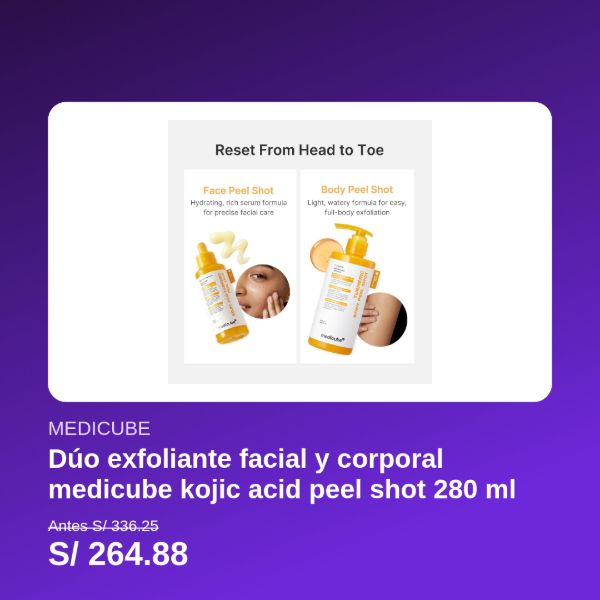 Reset From Head to Toe
Face Peel Shot
Hydrating, rich serum formula
for precise facial care
Body Peel Shot
Light, watery formula for easy,
full-body exfoliation
medicube
medicube
MEDICUBE
Dúo exfoliante facial y corporal
medicube kojic acid peel shot 280 ml
Antes S/ 336.25
S/ 264.88